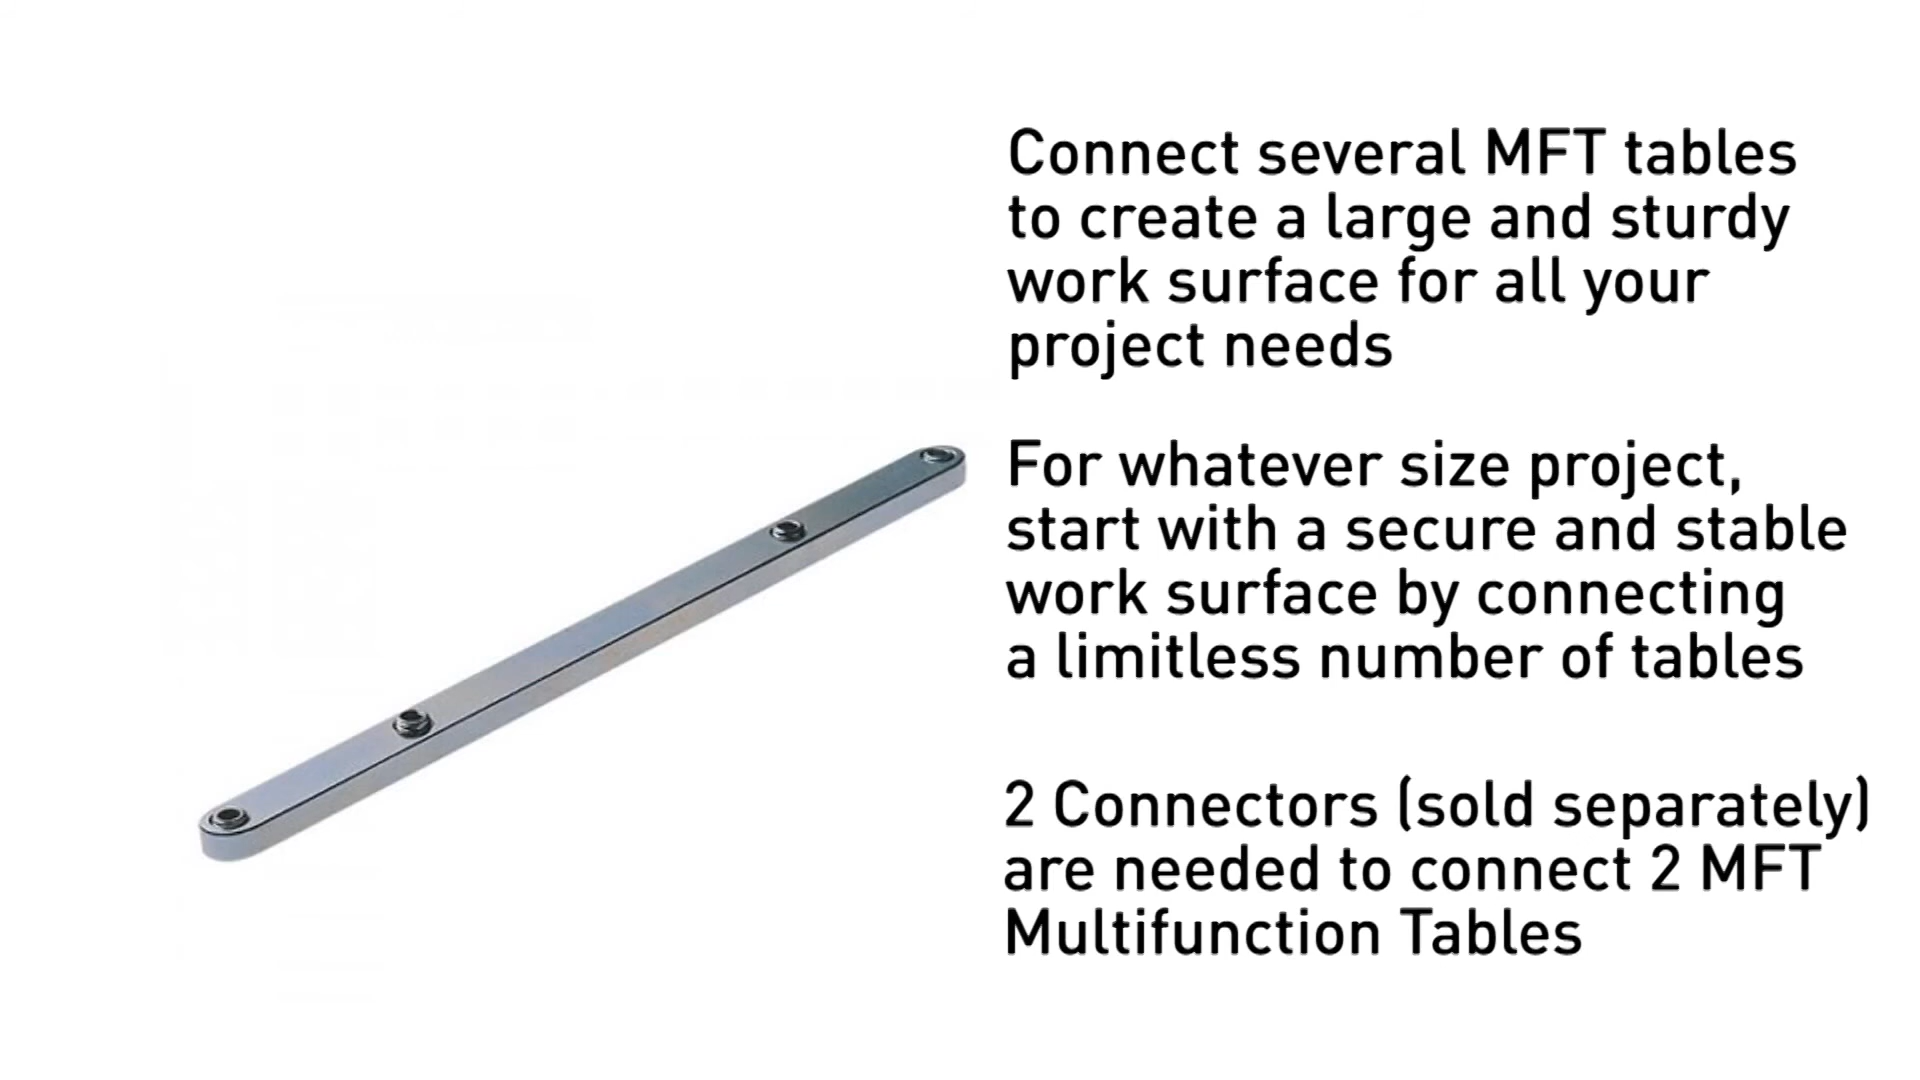 Connect several MFT tables
to create a large and sturdy
work surface for all your
project needs
For whatever size project,
start with a secure and stable
work surface by connecting
a limitless number of tables
2 Connectors (sold separately)
are needed to connect 2 MFT
Multifunction Tables